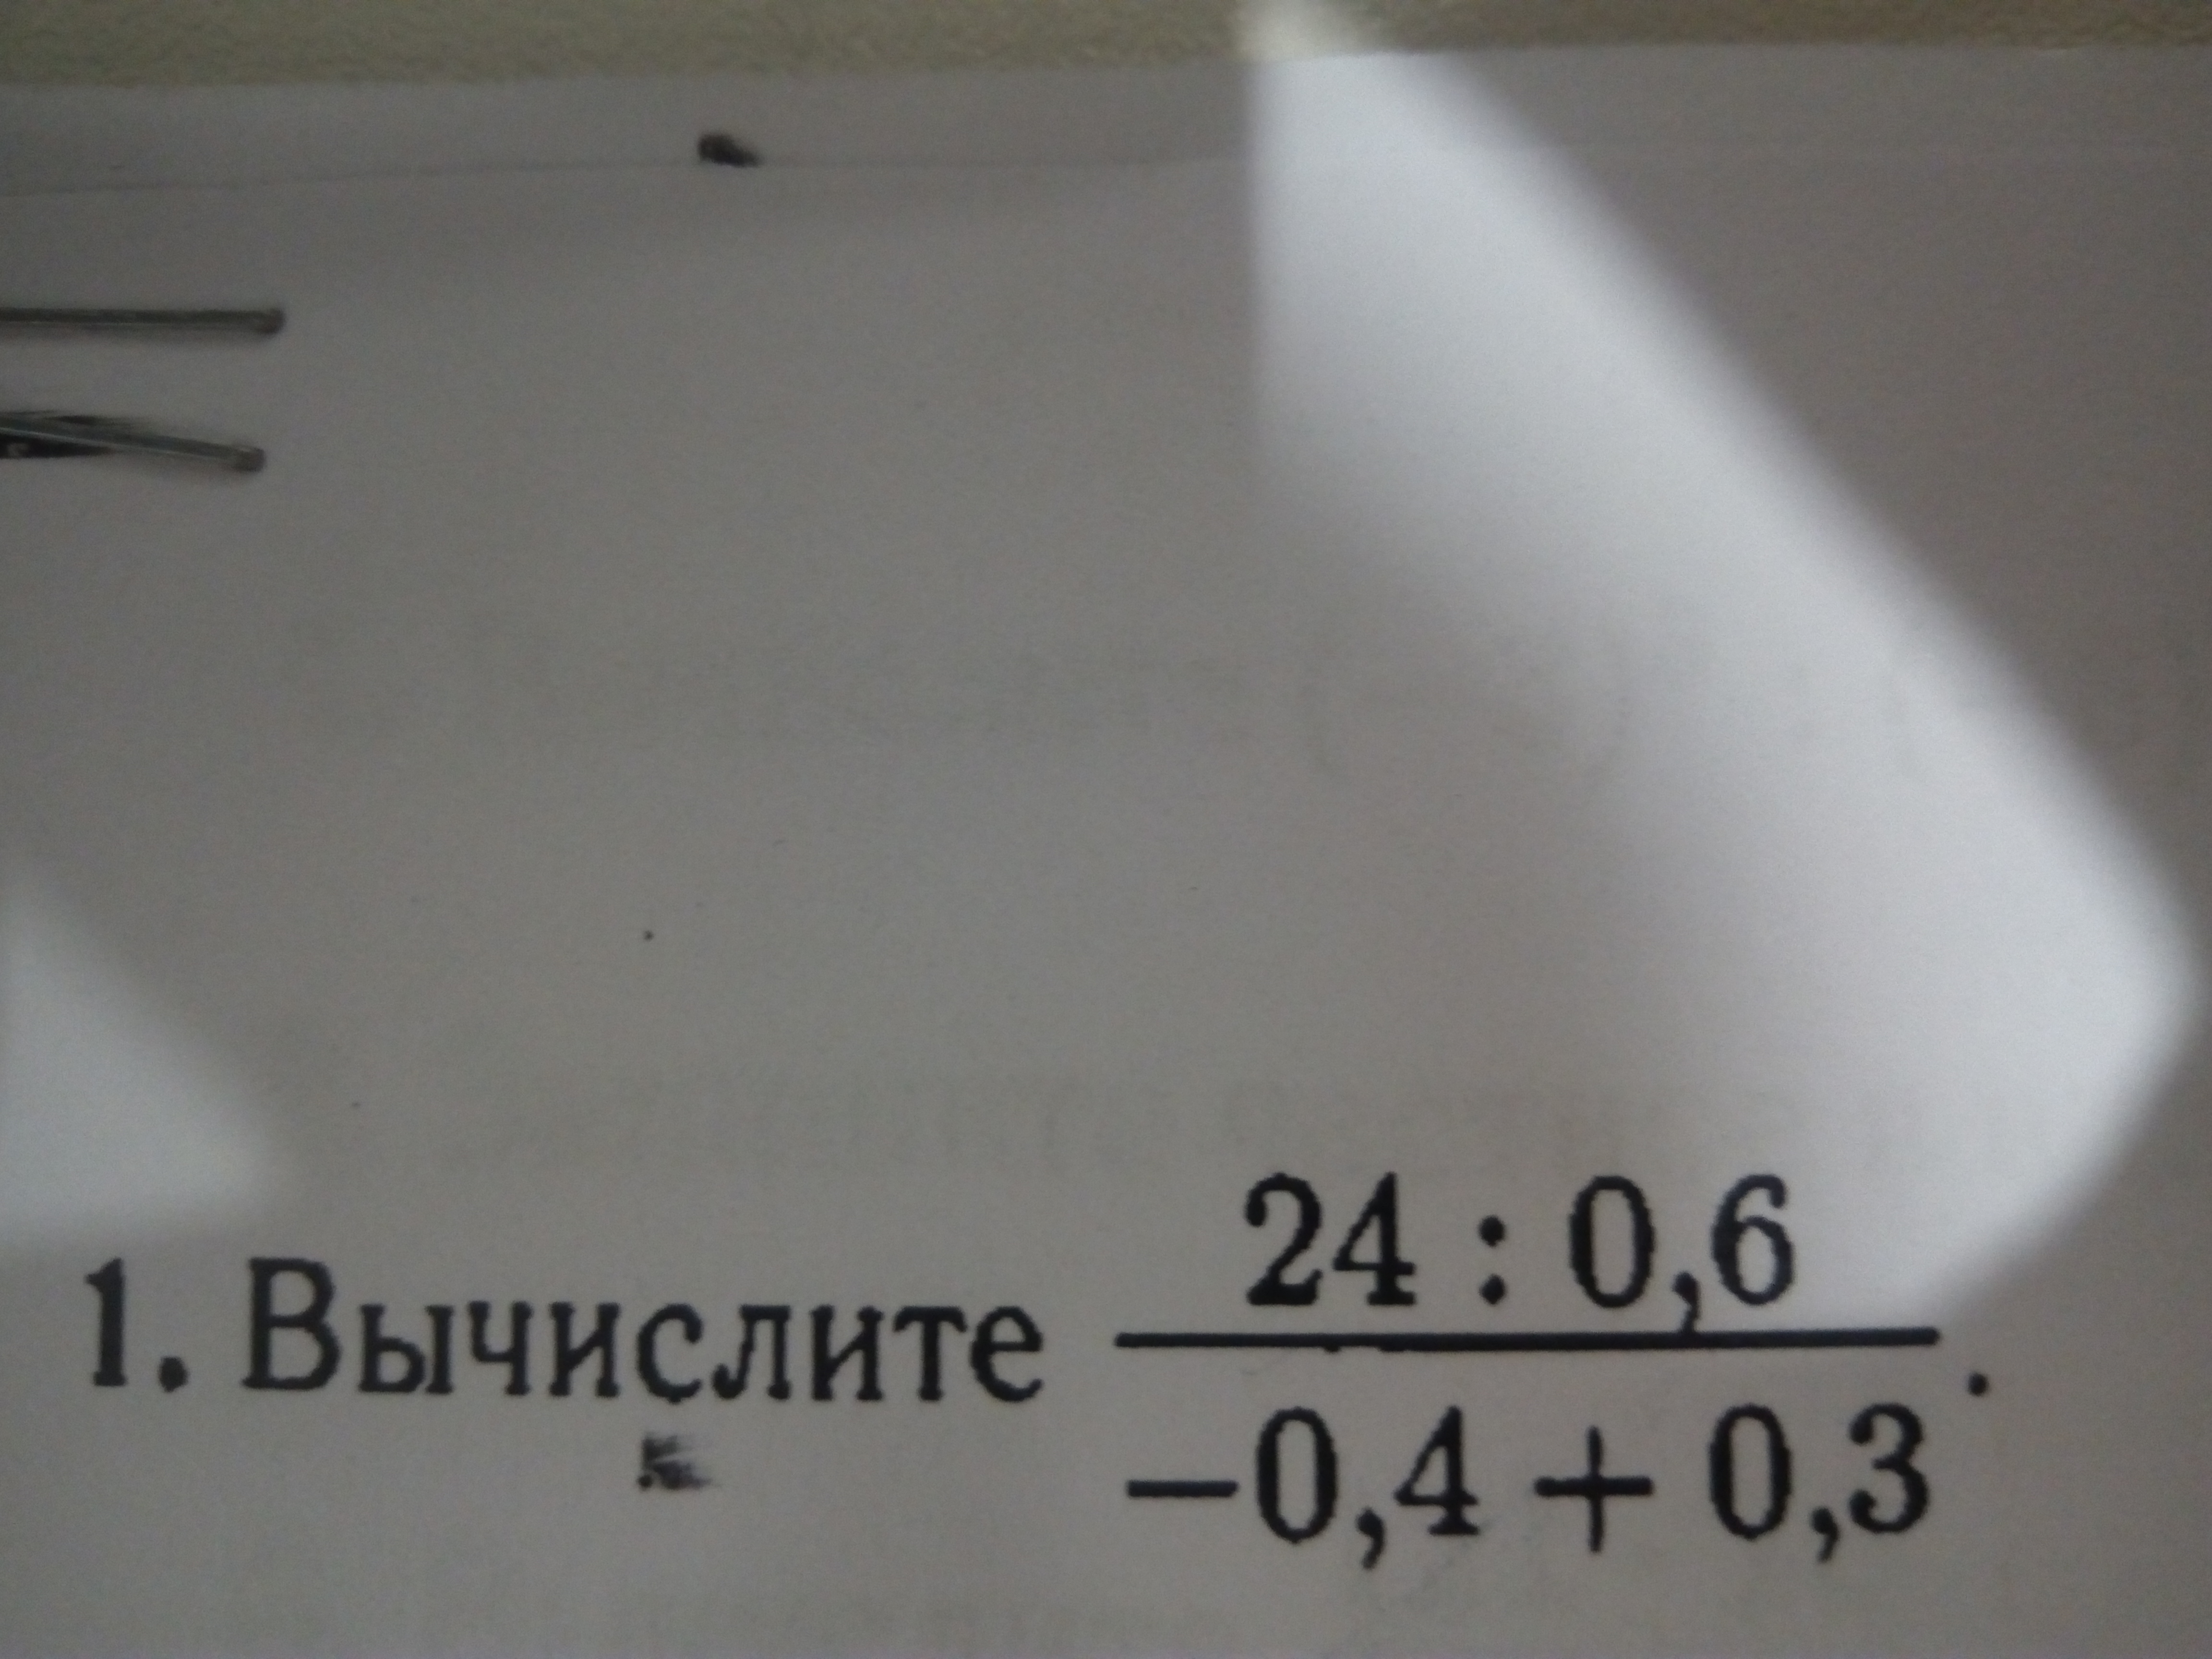 1. Вычислите 24 : 0,6 / −0,4 + 0,3 .